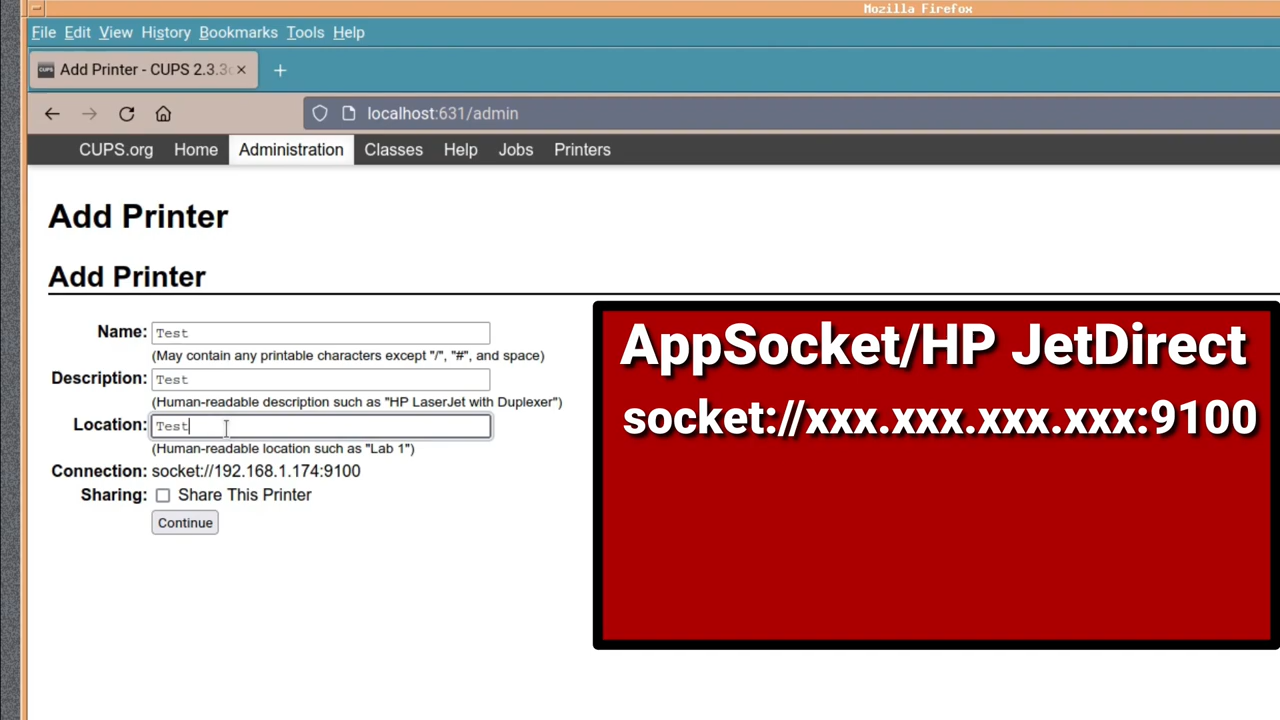 Mozilla Firefox
File Edit View History Bookmarks Tools Help
CUPS Add Printer - CUPS 2.3.3
localhost:631/admin
CUPS.org Home Administration Classes Help Jobs Printers
Add Printer
Add Printer
Name: Test
(May contain any printable characters except "/", "#", and space)
Description: Test
(Human-readable description such as "HP LaserJet with Duplexer")
Location: Test
(Human-readable location such as "Lab 1")
Connection: socket://192.168.1.174:9100
Sharing: Share This Printer
Continue
AppSocket/HP JetDirect
socket://xxx.xxx.xxx.xxx:9100